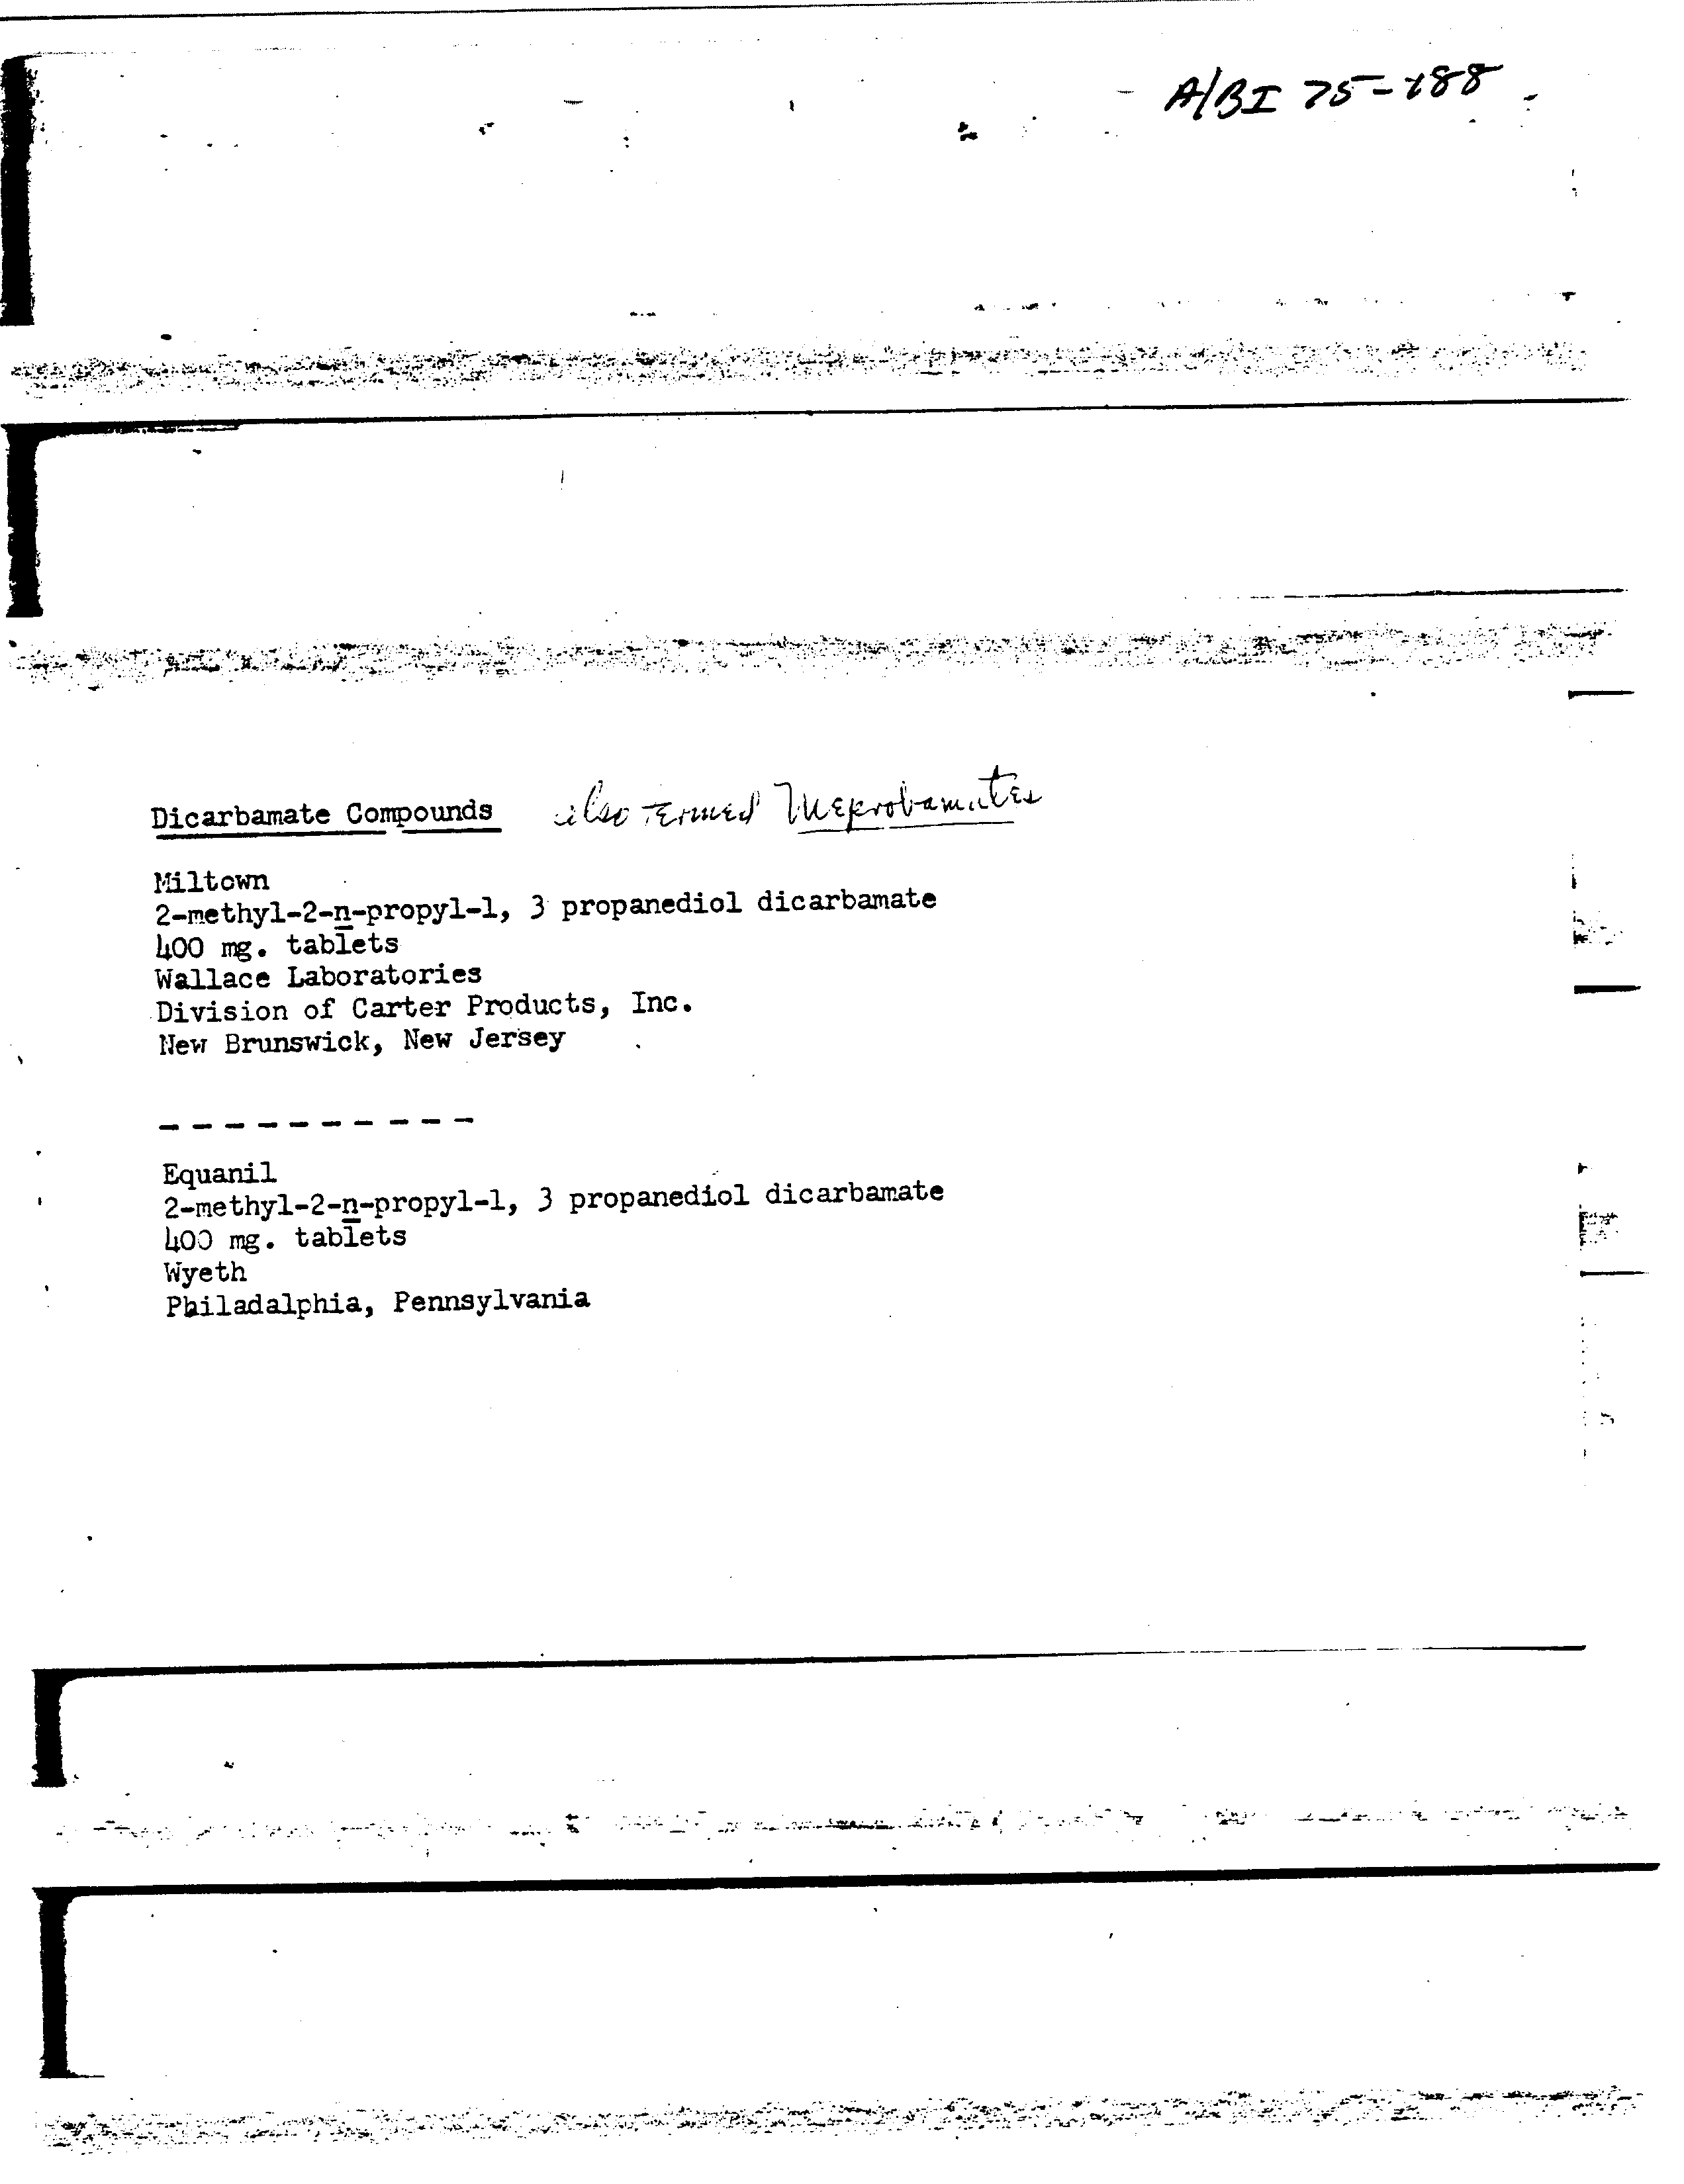 A/BI 75-188
Dicarbamate Compounds also termed Meprobamates
Miltown
2-methyl-2-n-propyl-1, 3 propanediol dicarbamate
400 mg. tablets
Wallace Laboratories
Division of Carter Products, Inc.
New Brunswick, New Jersey
- - - - - - - - - -
Equanil
2-methyl-2-n-propyl-1, 3 propanediol dicarbamate
400 mg. tablets
Wyeth
Philadalphia, Pennsylvania